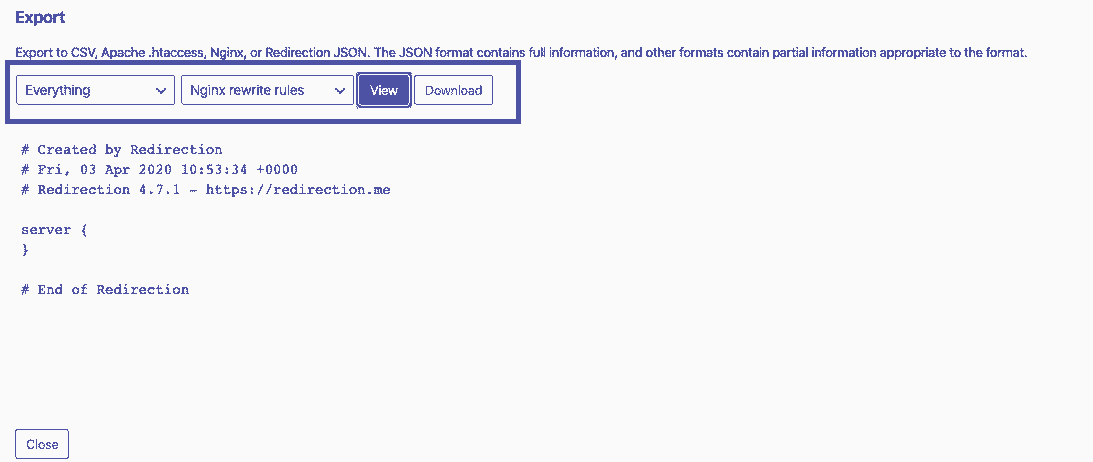 Export
Export to CSV, Apache .htaccess, Nginx, or Redirection JSON. The JSON format contains full information, and other formats contain partial information appropriate to the format.
Everything Nginx rewrite rules View Download
# Created by Redirection
# Fri, 03 Apr 2020 10:53:34 +0000
# Redirection 4.7.1 - https://redirection.me
server {
}
# End of Redirection
Close